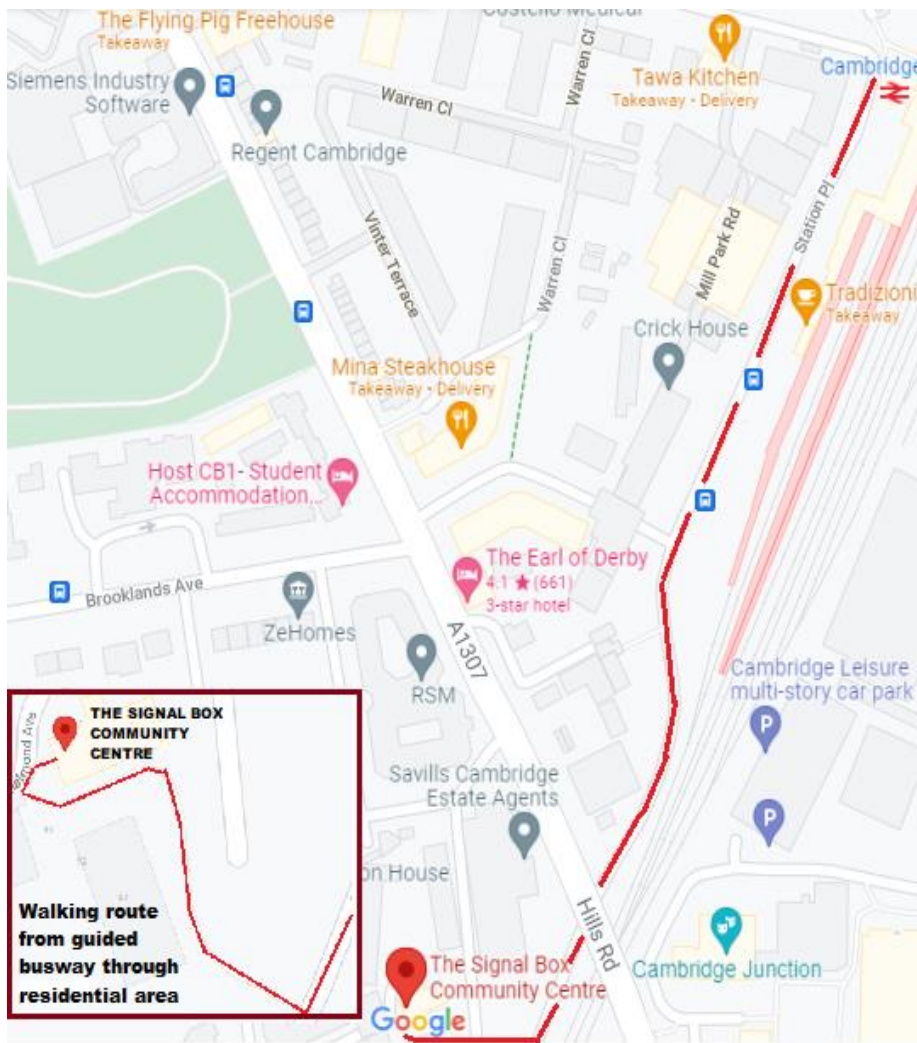 Costello Medical
The Flying Pig Freehouse
Takeaway
Siemens Industry
Software
Regent Cambridge
Warren Cl
Warren Cl
Tawa Kitchen
Takeaway - Delivery
Cambridge
Vinter Terrace
Warren Cl
Mill Park Rd
Station Pl
Tradizioni
Takeaway
Crick House
Mina Steakhouse
Takeaway - Delivery
Host CB1- Student
Accommodation...
Brooklands Ave
ZeHomes
The Earl of Derby
4.1 ★ (661)
3-star hotel
A1307
RSM
Cambridge Leisure
multi-story car park
P
P
Savills Cambridge
Estate Agents
on House
Hills Rd
Cambridge Junction
The Signal Box
Community Centre
Google
THE SIGNAL BOX
COMMUNITY
CENTRE
Walking route
from guided
busway through
residential area